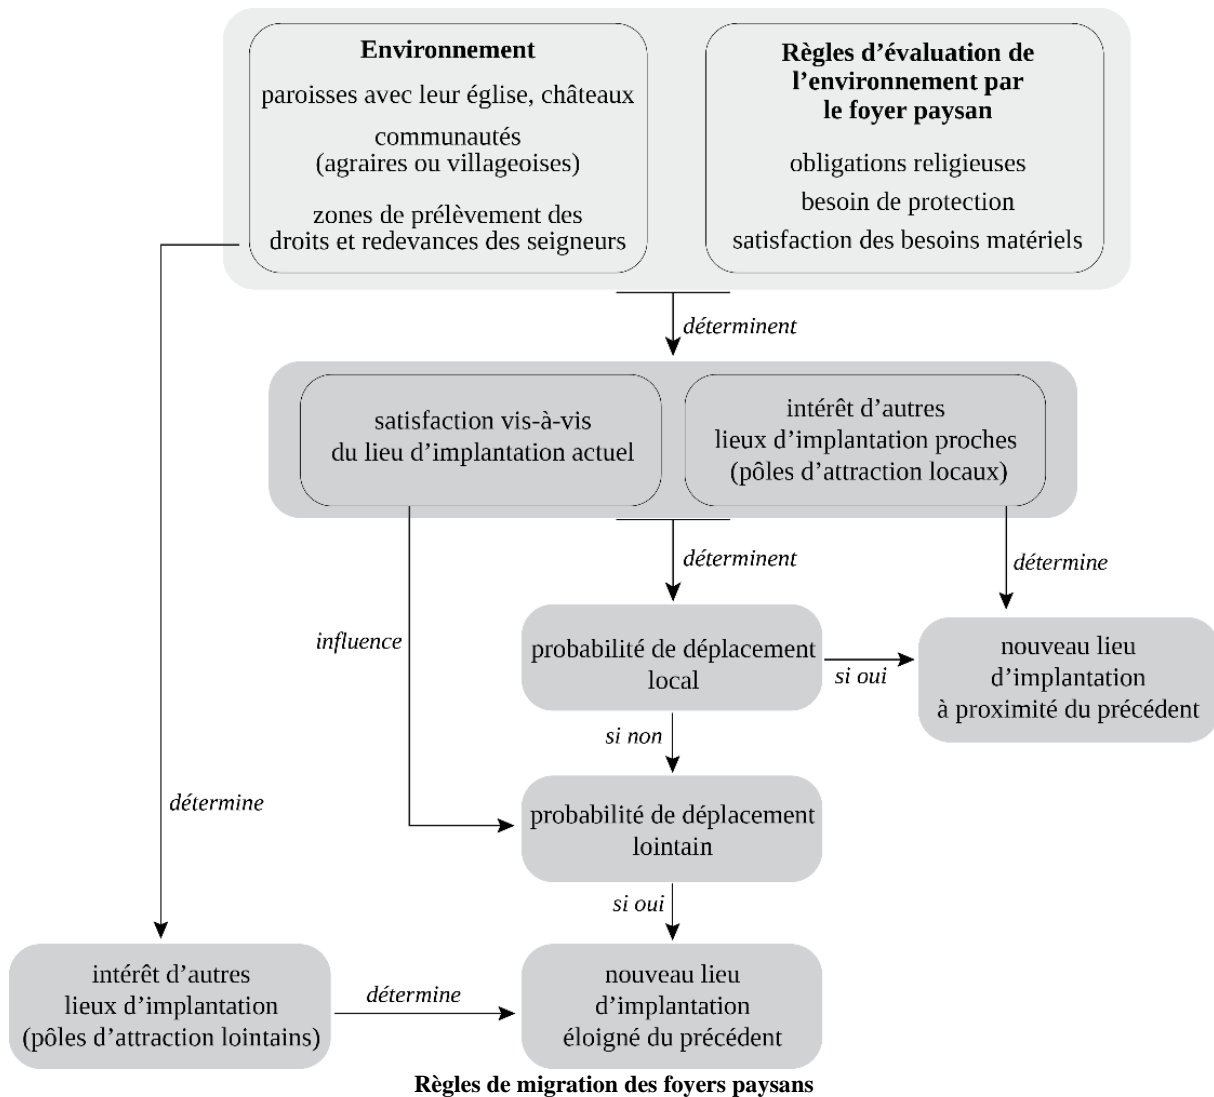 Environnement
paroisses avec leur église, châteaux
communautés
(agraires ou villageoises)
zones de prélèvement des
droits et redevances des seigneurs
Règles d’évaluation de
l’environnement par
le foyer paysan
obligations religieuses
besoin de protection
satisfaction des besoins matériels
déterminent
satisfaction vis-à-vis
du lieu d’implantation actuel
intérêt d’autres
lieux d’implantation proches
(pôles d’attraction locaux)
déterminent
détermine
influence
probabilité de déplacement
local
si oui
nouveau lieu
d’implantation
à proximité du précédent
si non
détermine
probabilité de déplacement
lointain
si oui
intérêt d’autres
lieux d’implantation
(pôles d’attraction lointains)
détermine
nouveau lieu
d’implantation
éloigné du précédent
Règles de migration des foyers paysans